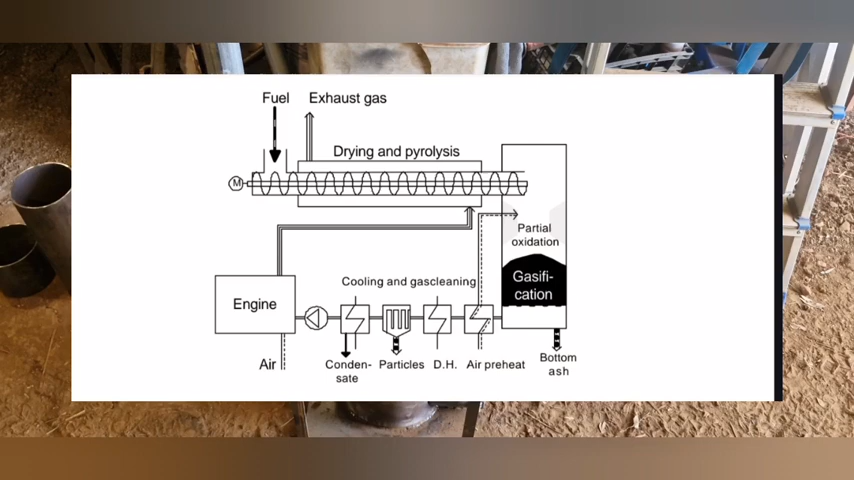 Fuel
Exhaust gas
Drying and pyrolysis
M
Partial
oxidation
Gasifi-
cation
Cooling and gascleaning
Engine
Air
Conden-
sate
Particles
D.H.
Air preheat
Bottom
ash